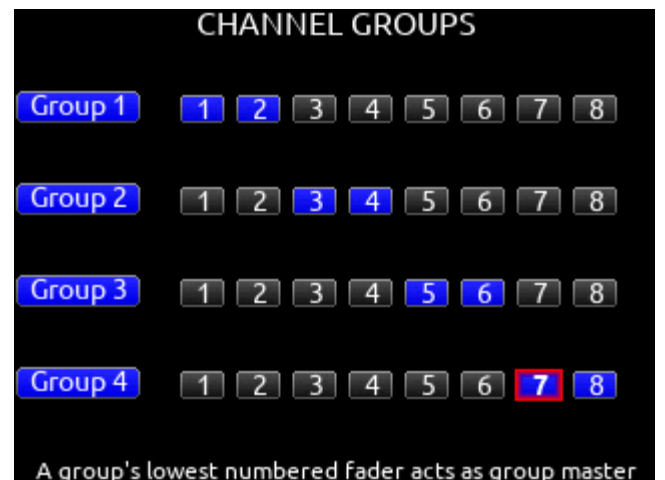 CHANNEL GROUPS
Group 1 1 2 3 4 5 6 7 8
Group 2 1 2 3 4 5 6 7 8
Group 3 1 2 3 4 5 6 7 8
Group 4 1 2 3 4 5 6 7 8
A group's lowest numbered fader acts as group master